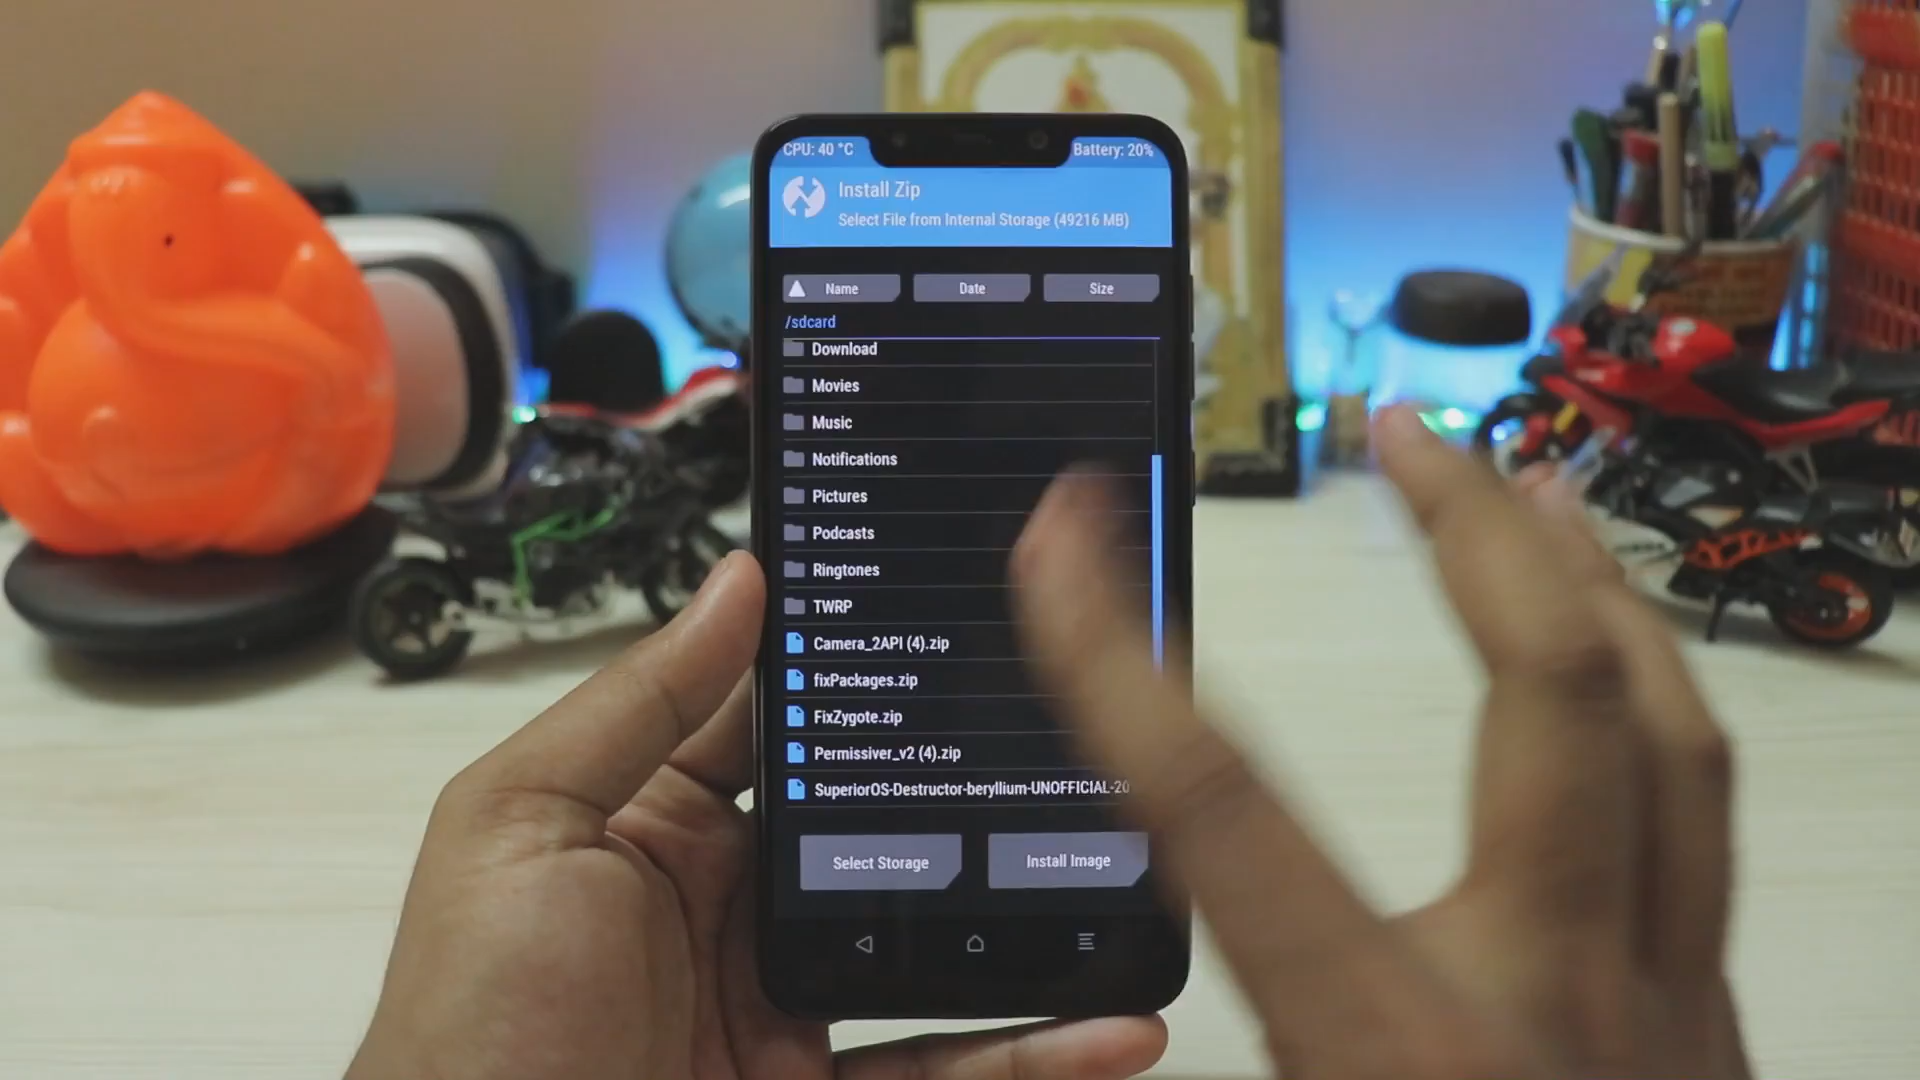 CPU: 40 °C
Battery: 20%
Install Zip
Select File from Internal Storage (49216 MB)
Name
Date
Size
/sdcard
Download
Movies
Music
Notifications
Pictures
Podcasts
Ringtones
TWRP
Camera_2API (4).zip
fixPackages.zip
FixZygote.zip
Permissiver_v2 (4).zip
SuperiorOS-Destructor-beryllium-UNOFFICIAL-20
Select Storage
Install Image